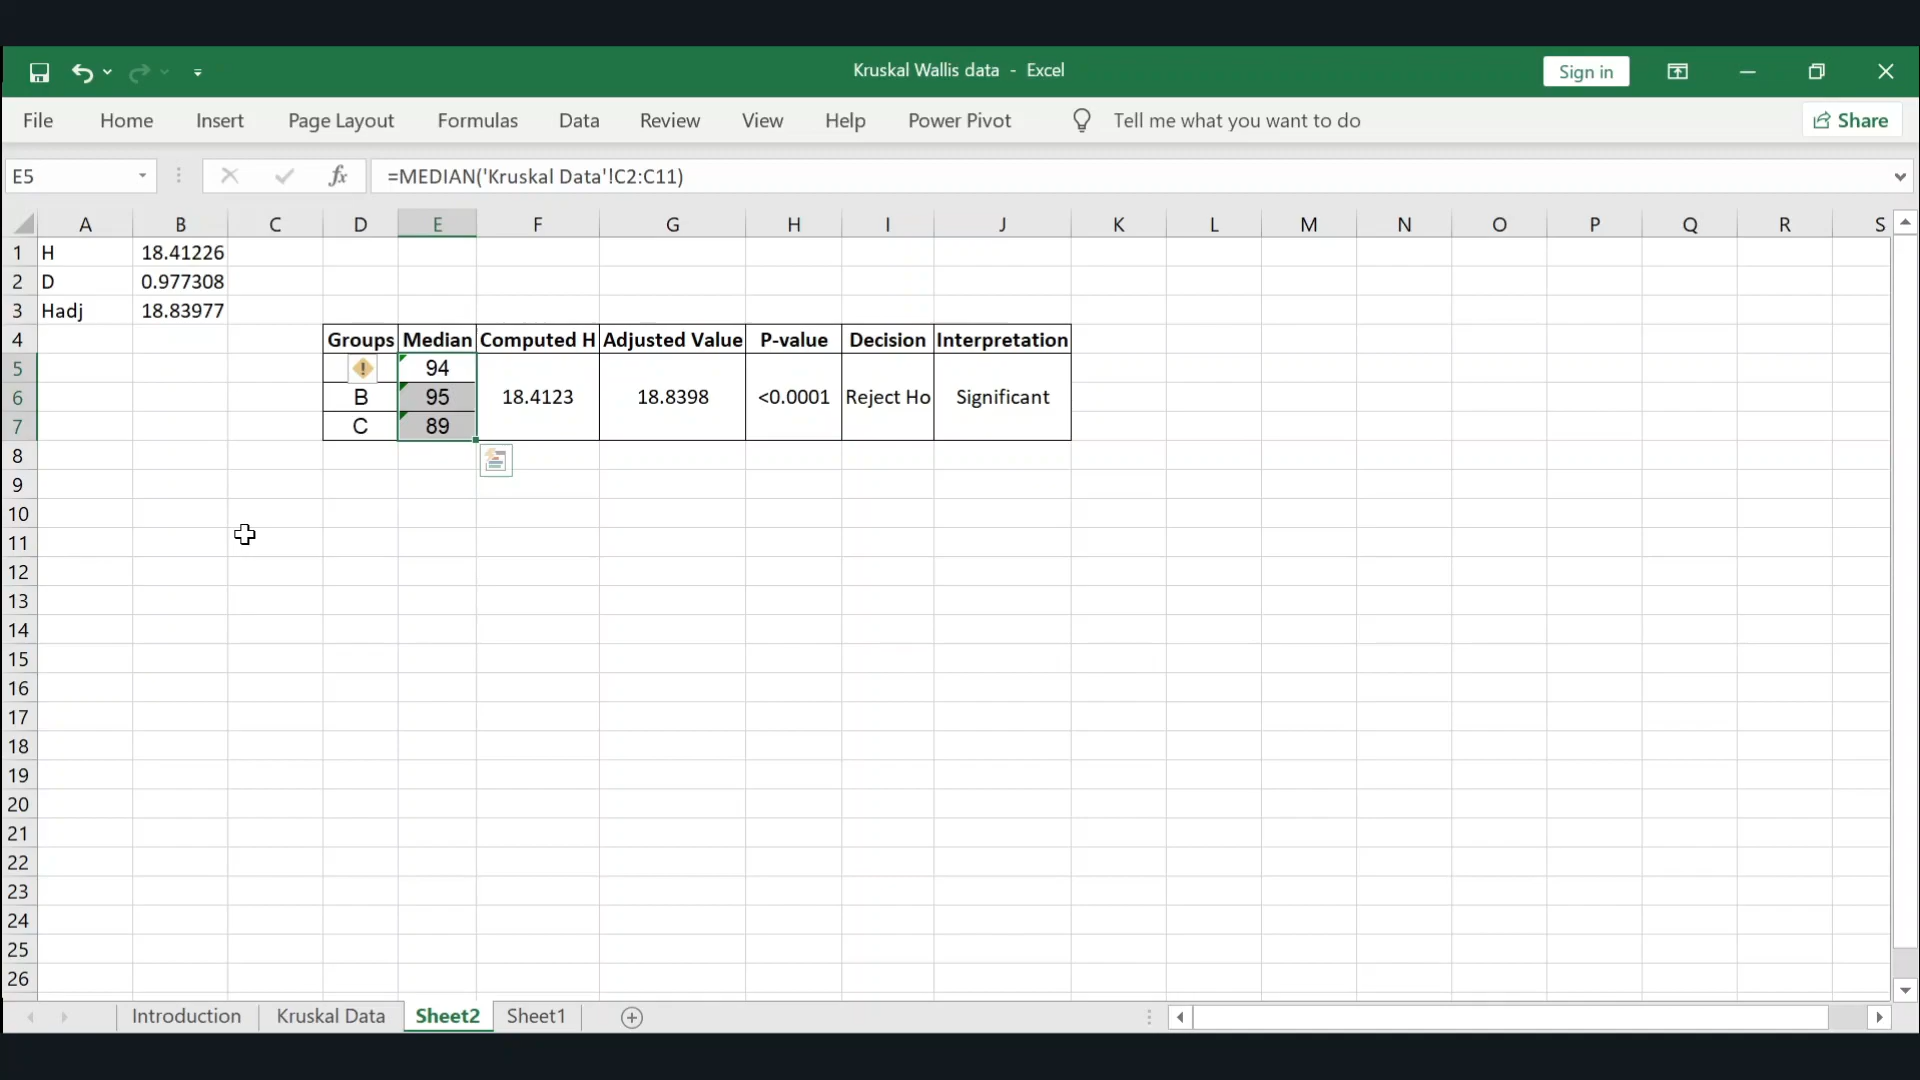 Kruskal Wallis data - Excel
Sign in
File Home Insert Page Layout Formulas Data Review View Help Power Pivot Tell me what you want to do Share
E5 fx =MEDIAN('Kruskal Data'!C2:C11)
A B C D E F G H I J K L M N O P Q R S
1 H 18.41226
2 D 0.977308
3 Hadj 18.83977
4 Groups Median Computed H Adjusted Value P-value Decision Interpretation
5 94
6 B 95 18.4123 18.8398 <0.0001 Reject Ho Significant
7 C 89
8
9
10
11
12
13
14
15
16
17
18
19
20
21
22
23
24
25
26
Introduction Kruskal Data Sheet2 Sheet1